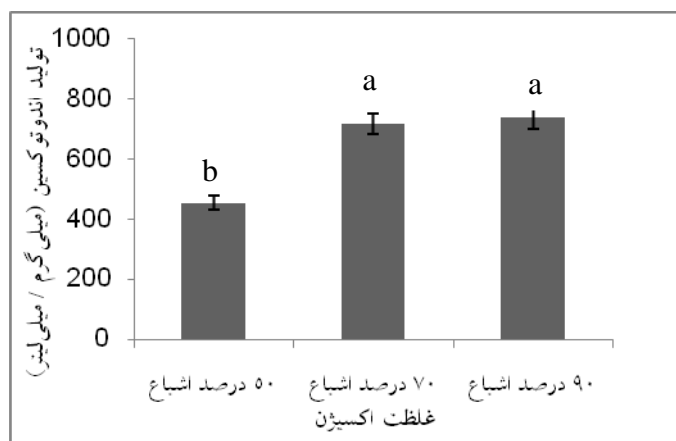 تولید اندوتوکسین (میلی‌گرم / میلی‌لیتر)
1000
800
600
400
200
0
b
a
a
۵۰ درصد اشباع
۷۰ درصد اشباع
۹۰ درصد اشباع
غلظت اکسیژن